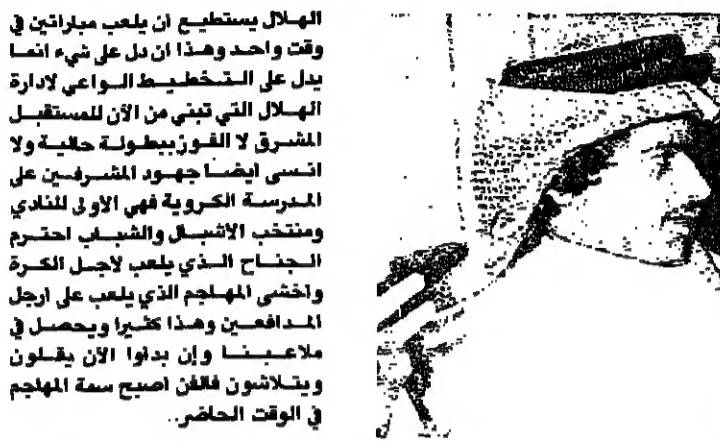 الهلال يستطيع ان يلعب مباراتين في
وقت واحد وهذا ان دل على شيء انما
يدل على التخطيط الواعي لادارة
الهلال التي تبني من الآن للمستقبل
المشرق لا الفوز ببطولة حالية ولا
انسى ايضا جهود المشرفين على
المدرسة الكروية فهي الاولى للنادي
ومنتخب الأشبال والشباب احترم
الجناح الذي يلعب لاجل الكرة
واخشى المهاجم الذي يلعب على ارجل
المدافعين وهذا كثيرا ويحصل في
ملاعبنا وإن بدأوا الآن يقلون
ويتلاشون فالفن اصبح سمة المهاجم
في الوقت الحاضر..